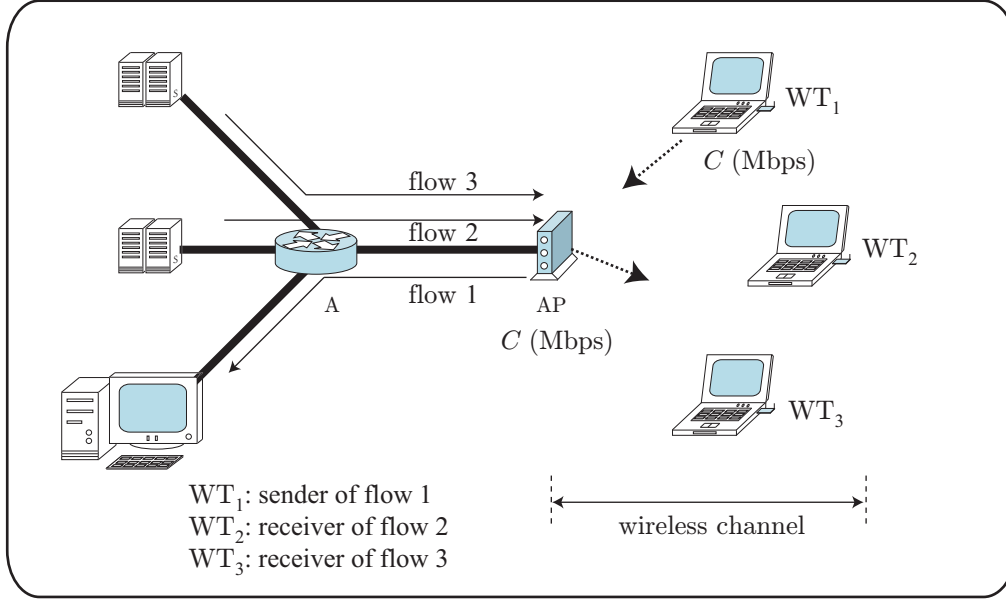 S
WT1
C (Mbps)
flow 3
flow 2
S
WT2
flow 1
A
AP
C (Mbps)
WT3
WT1: sender of flow 1
WT2: receiver of flow 2
WT3: receiver of flow 3
wireless channel